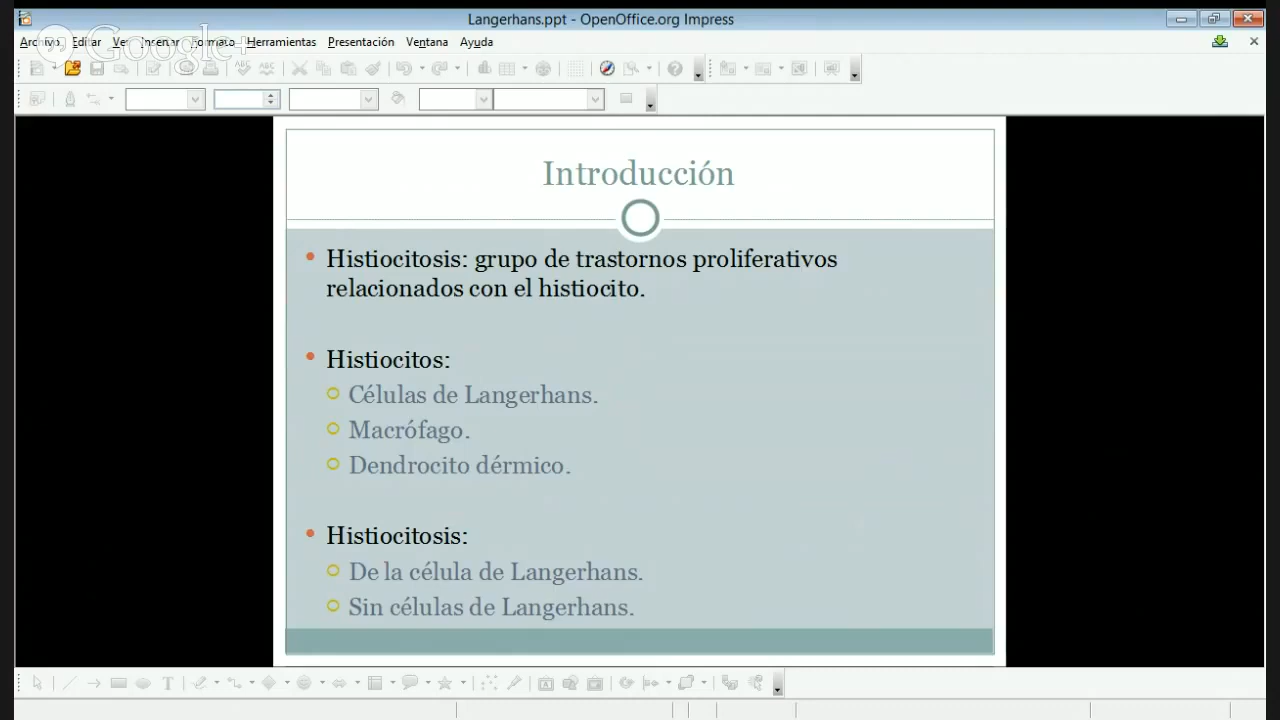 Langerhans.ppt - OpenOffice.org Impress
Archivo Editar Ver Insertar Formato Herramientas Presentación Ventana Ayuda
Google+
Introducción
Histiocitosis: grupo de trastornos proliferativos
relacionados con el histiocito.
Histiocitos:
Células de Langerhans.
Macrófago.
Dendrocito dérmico.
Histiocitosis:
De la célula de Langerhans.
Sin células de Langerhans.